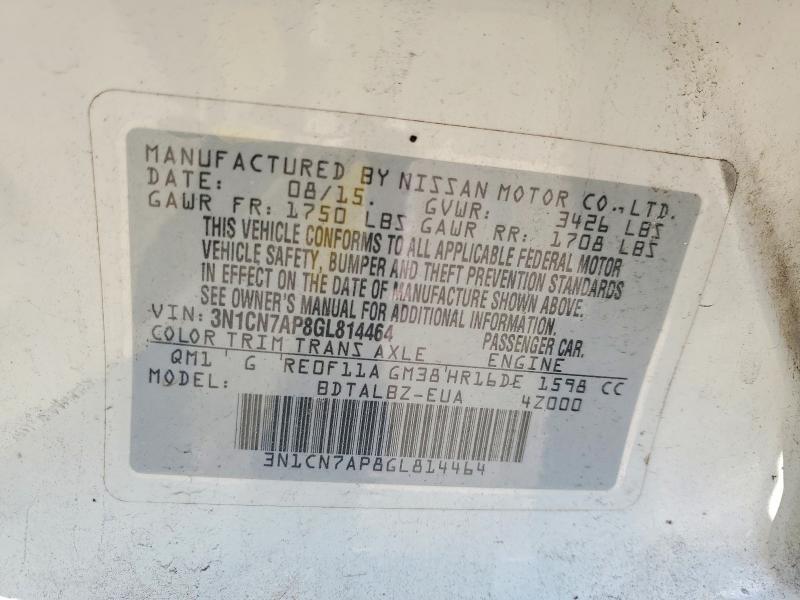 MANUFACTURED BY NISSAN MOTOR CO.,LTD.
DATE: 08/15. GVWR: 3426 LBS
GAWR FR: 1750 LBS GAWR RR: 1708 LBS
THIS VEHICLE CONFORMS TO ALL APPLICABLE FEDERAL MOTOR
VEHICLE SAFETY, BUMPER AND THEFT PREVENTION STANDARDS
IN EFFECT ON THE DATE OF MANUFACTURE SHOWN ABOVE.
SEE OWNER'S MANUAL FOR ADDITIONAL INFORMATION.
VIN: 3N1CN7AP8GL814464 PASSENGER CAR.
COLOR TRIM TRANS AXLE ENGINE
QM1 ' G 'RE0F11A GM38'HR16DE 1598 CC
MODEL: BDTALBZ-EUA 4Z000
3N1CN7AP8GL814464